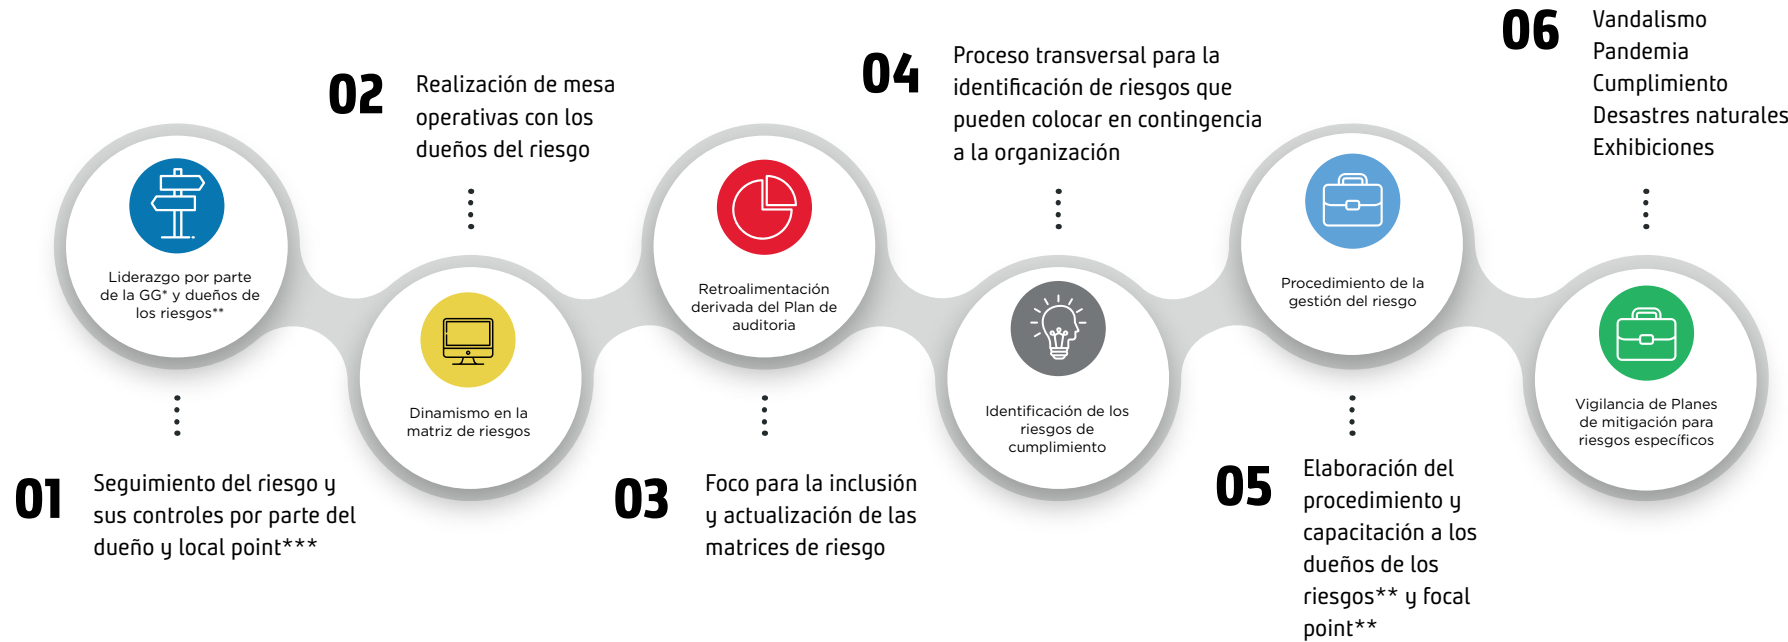 01
Liderazgo por parte
de la GG* y dueños de
los riesgos**
Seguimiento del riesgo y
sus controles por parte del
dueño y local point***
02
Realización de mesa
operativas con los
dueños del riesgo
Dinamismo en la
matriz de riesgos
03
Retroalimentación
derivada del Plan de
auditoria
Foco para la inclusión
y actualización de las
matrices de riesgo
04
Proceso transversal para la
identificación de riesgos que
pueden colocar en contingencia
a la organización
Identificación de los
riesgos de
cumplimiento
05
Procedimiento de la
gestión del riesgo
Elaboración del
procedimiento y
capacitación a los
dueños de los
riesgos** y focal
point**
06
Vandalismo
Pandemia
Cumplimiento
Desastres naturales
Exhibiciones
Vigilancia de Planes
de mitigación para
riesgos específicos